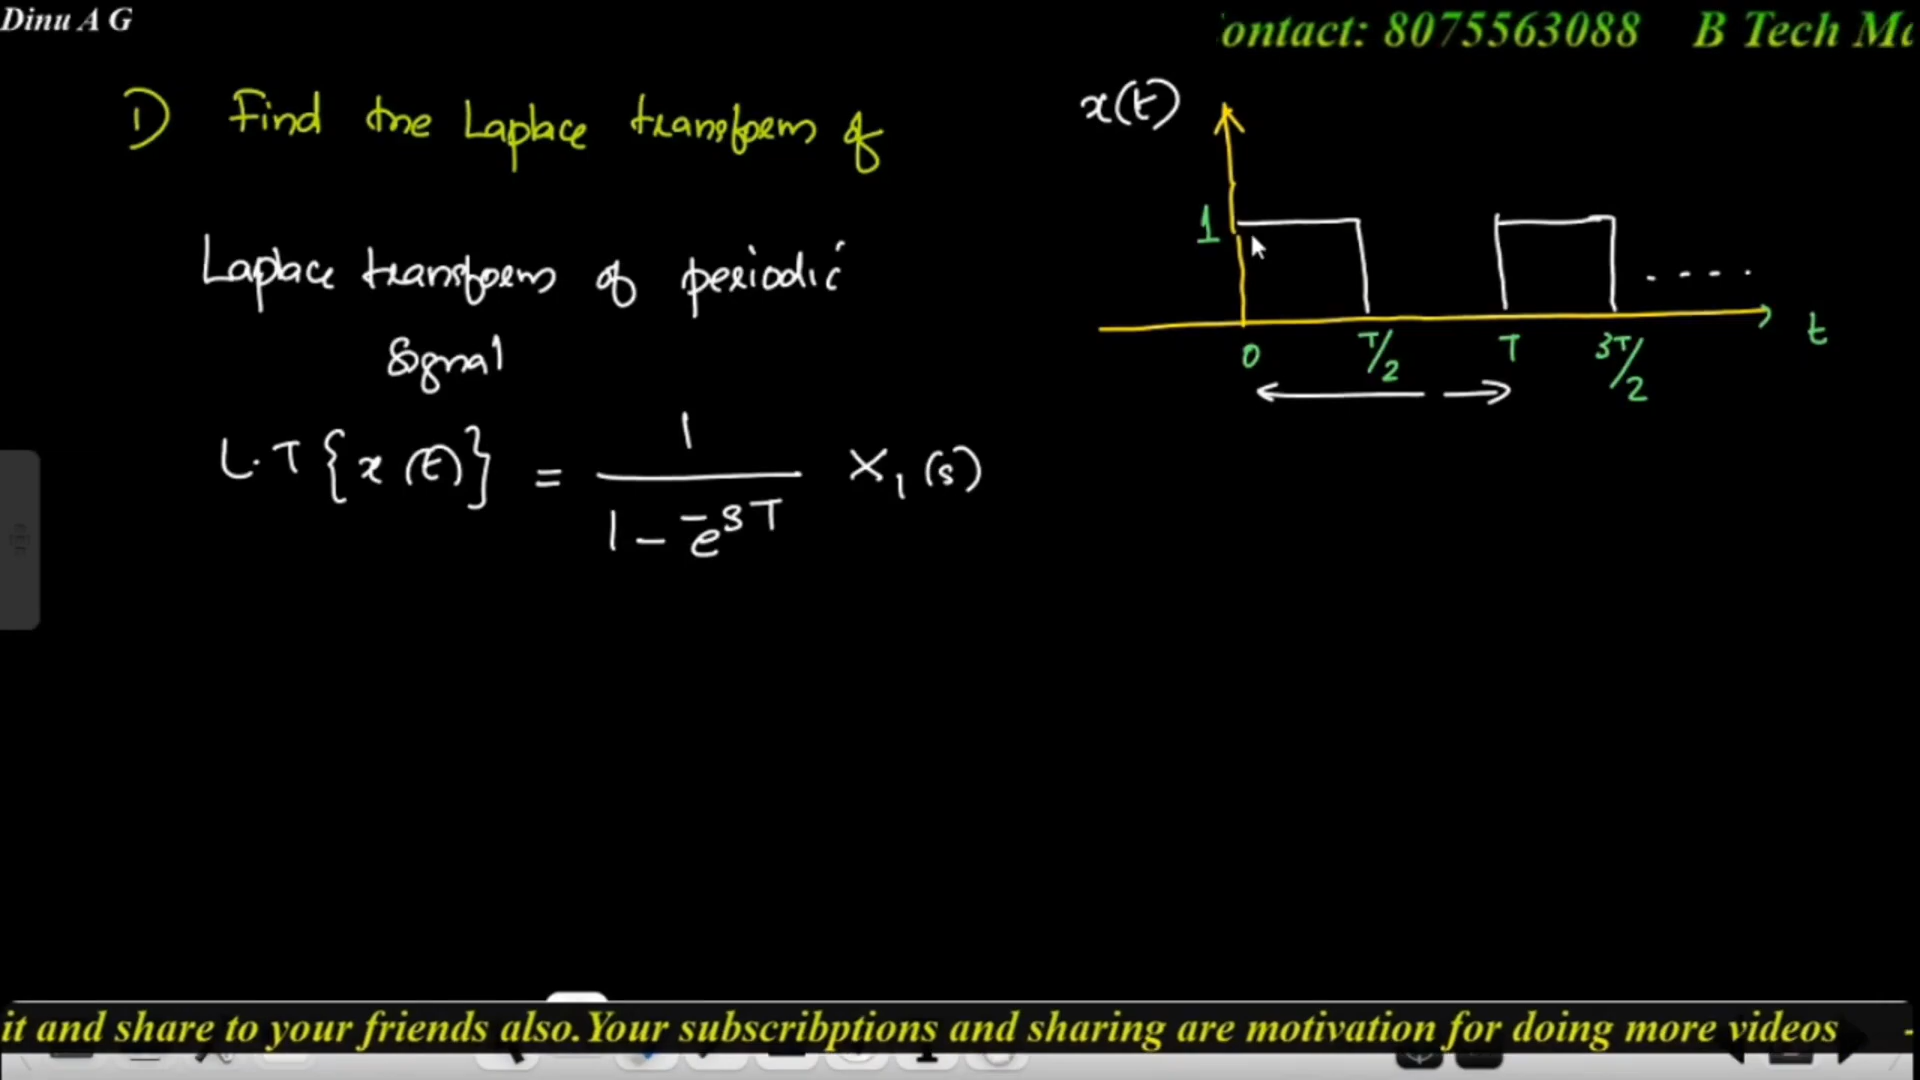 Dinu A G
ontact: 8075563088 B Tech Ma
1) Find the Laplace transform of
x(t)
1
0 T/2 T 3T/2 t
Laplace transform of periodic
signal
L.T {x(t)} = 1 / 1 - e^-sT X₁(s)
it and share to your friends also.Your subscribptions and sharing are motivation for doing more videos